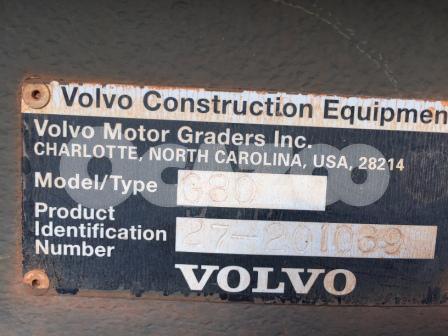 Volvo Construction Equipmen
Volvo Motor Graders Inc.
CHARLOTTE, NORTH CAROLINA, USA, 28214
Model/Type G80
Product
Identification
Number 27-201069
VOLVO